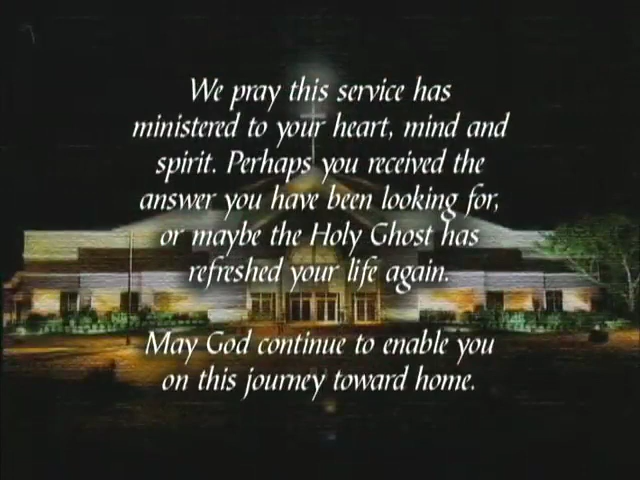 We pray this service has
ministered to your heart, mind and
spirit. Perhaps you received the
answer you have been looking for,
or maybe the Holy Ghost has
refreshed your life again.
May God continue to enable you
on this journey toward home.